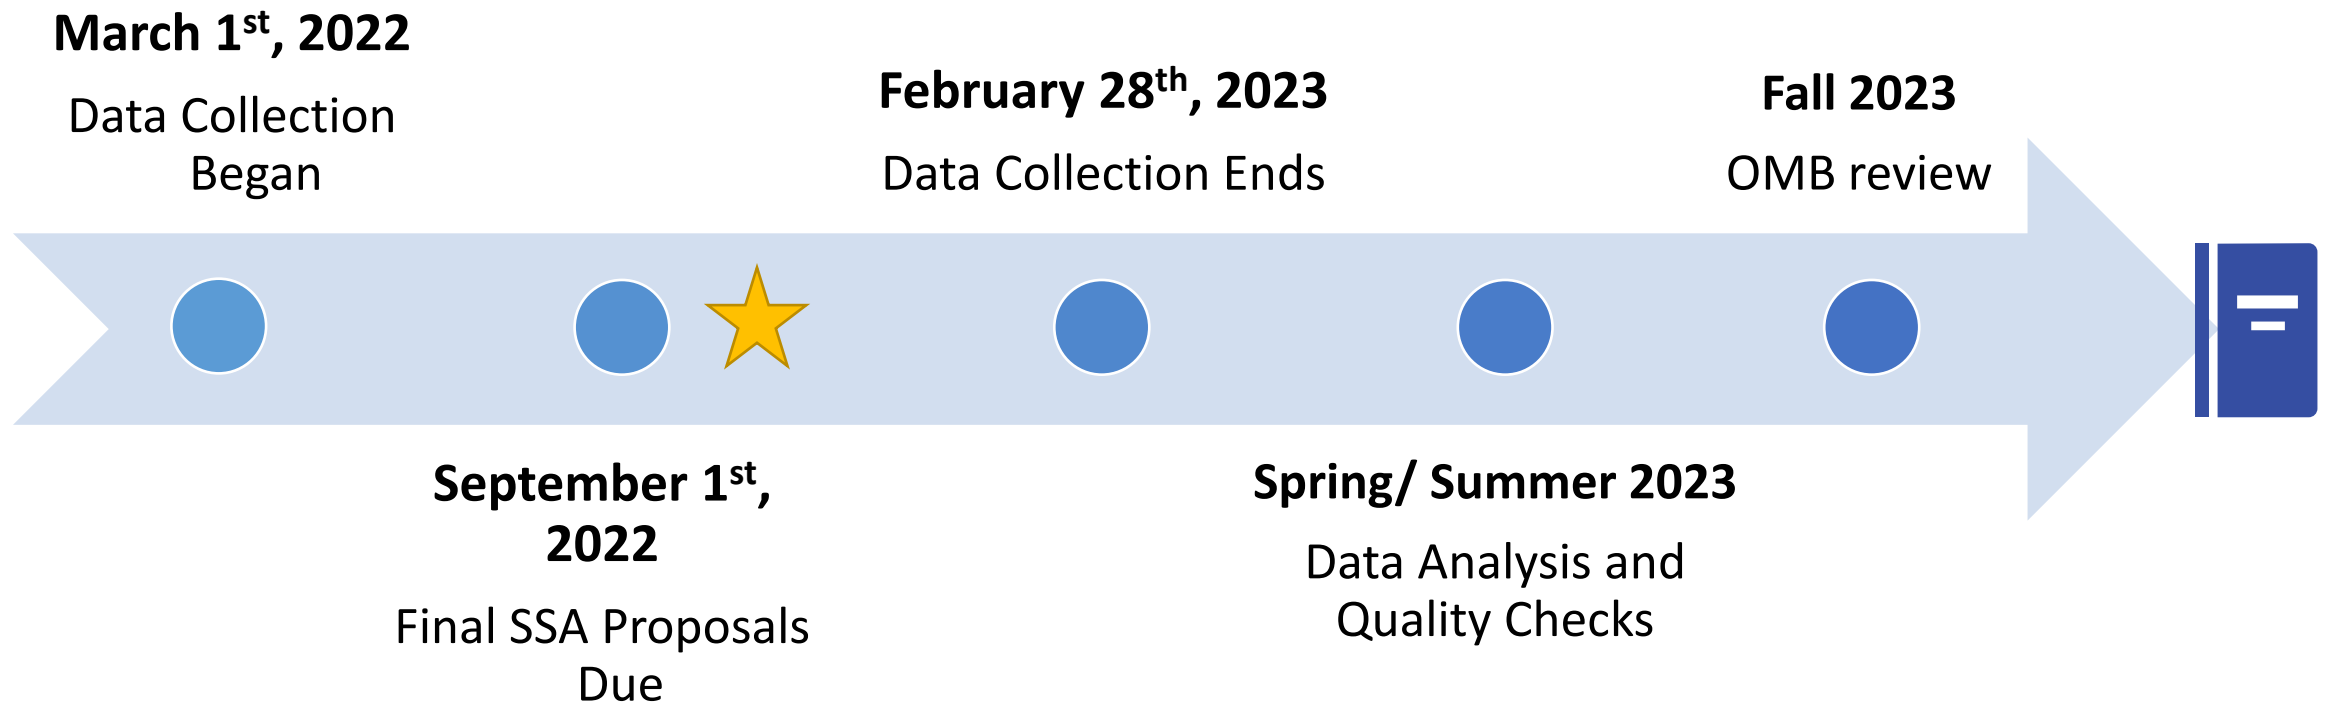 March 1st, 2022
Data Collection
Began
September 1st,
2022
Final SSA Proposals
Due
February 28th, 2023
Data Collection Ends
Spring/ Summer 2023
Data Analysis and
Quality Checks
Fall 2023
OMB review